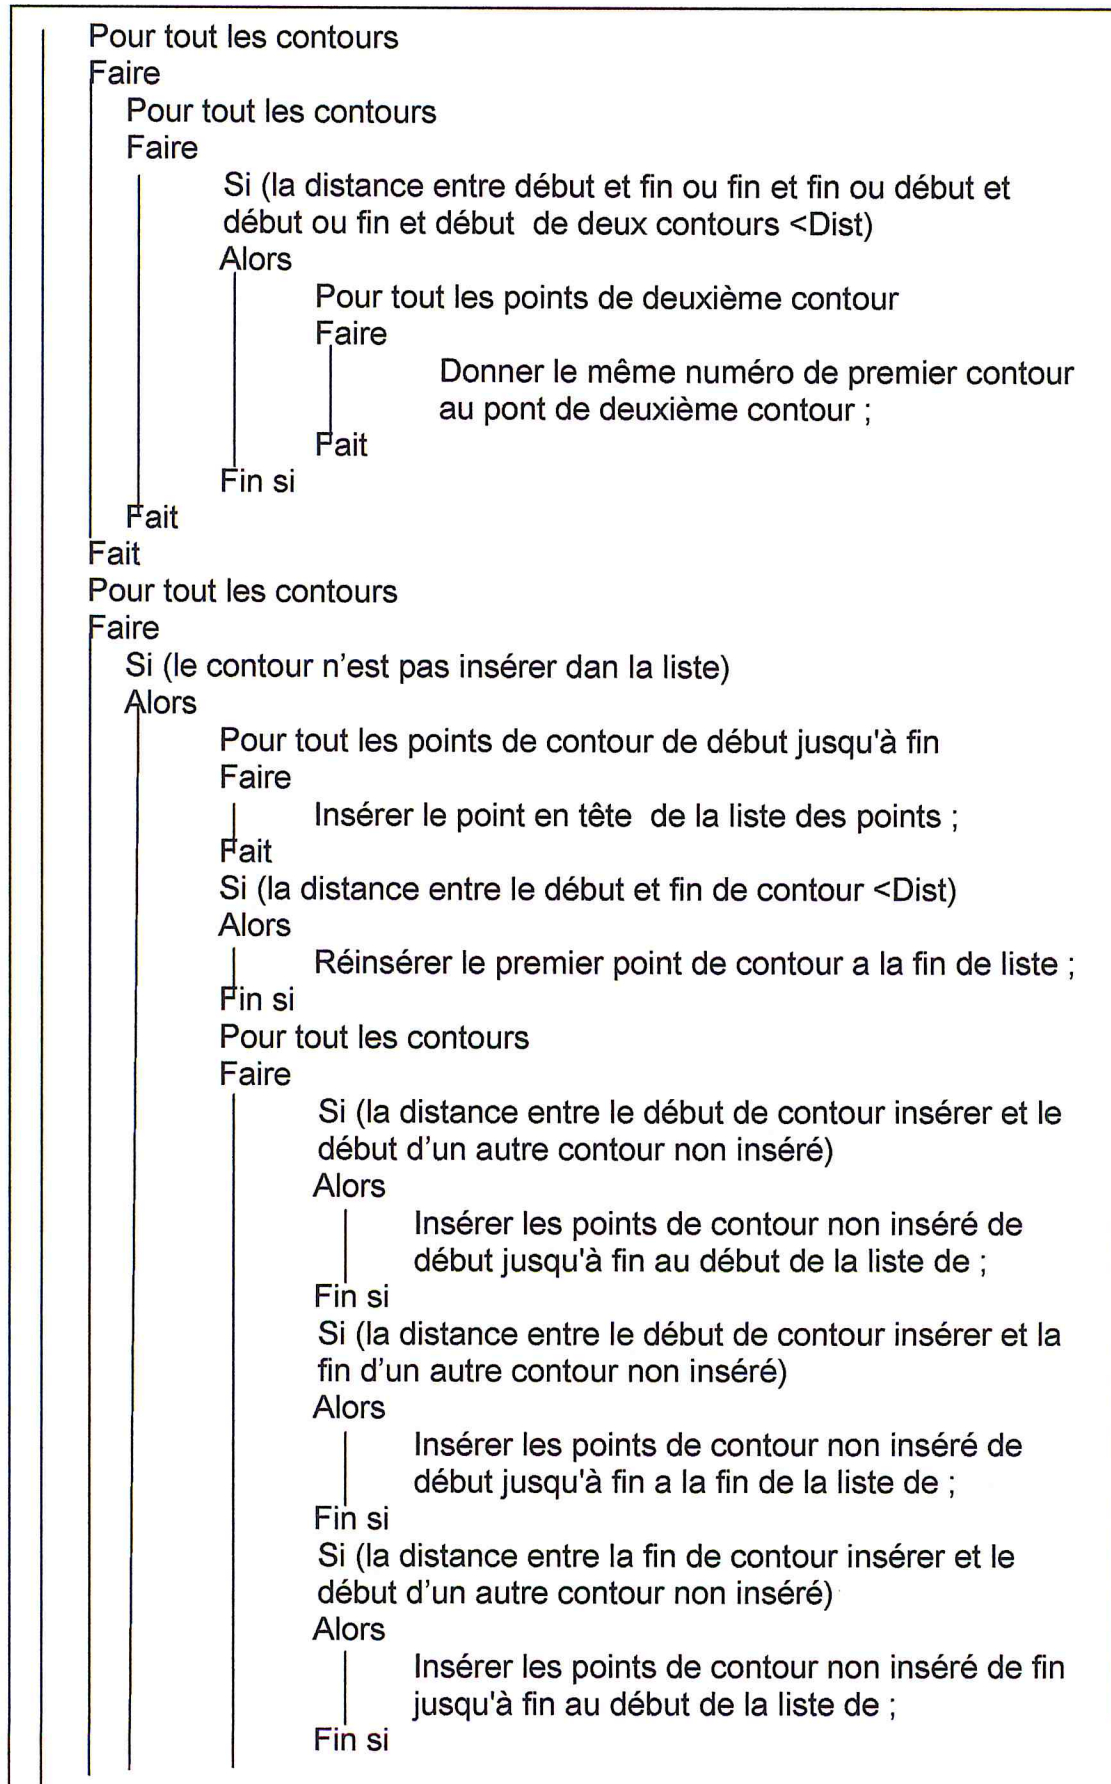 Pour tout les contours
Faire
Pour tout les contours
Faire
Si (la distance entre début et fin ou fin et fin ou début et
début ou fin et début de deux contours <Dist)
Alors
Pour tout les points de deuxième contour
Faire
Donner le même numéro de premier contour
au pont de deuxième contour ;
Fait
Fin si
Fait
Fait
Pour tout les contours
Faire
Si (le contour n'est pas insérer dan la liste)
Alors
Pour tout les points de contour de début jusqu'à fin
Faire
Insérer le point en tête de la liste des points ;
Fait
Si (la distance entre le début et fin de contour <Dist)
Alors
Réinsérer le premier point de contour a la fin de liste ;
Fin si
Pour tout les contours
Faire
Si (la distance entre le début de contour insérer et le
début d'un autre contour non inséré)
Alors
Insérer les points de contour non inséré de
début jusqu'à fin au début de la liste de ;
Fin si
Si (la distance entre le début de contour insérer et la
fin d'un autre contour non inséré)
Alors
Insérer les points de contour non inséré de
début jusqu'à fin a la fin de la liste de ;
Fin si
Si (la distance entre la fin de contour insérer et le
début d'un autre contour non inséré)
Alors
Insérer les points de contour non inséré de fin
jusqu'à fin au début de la liste de ;
Fin si